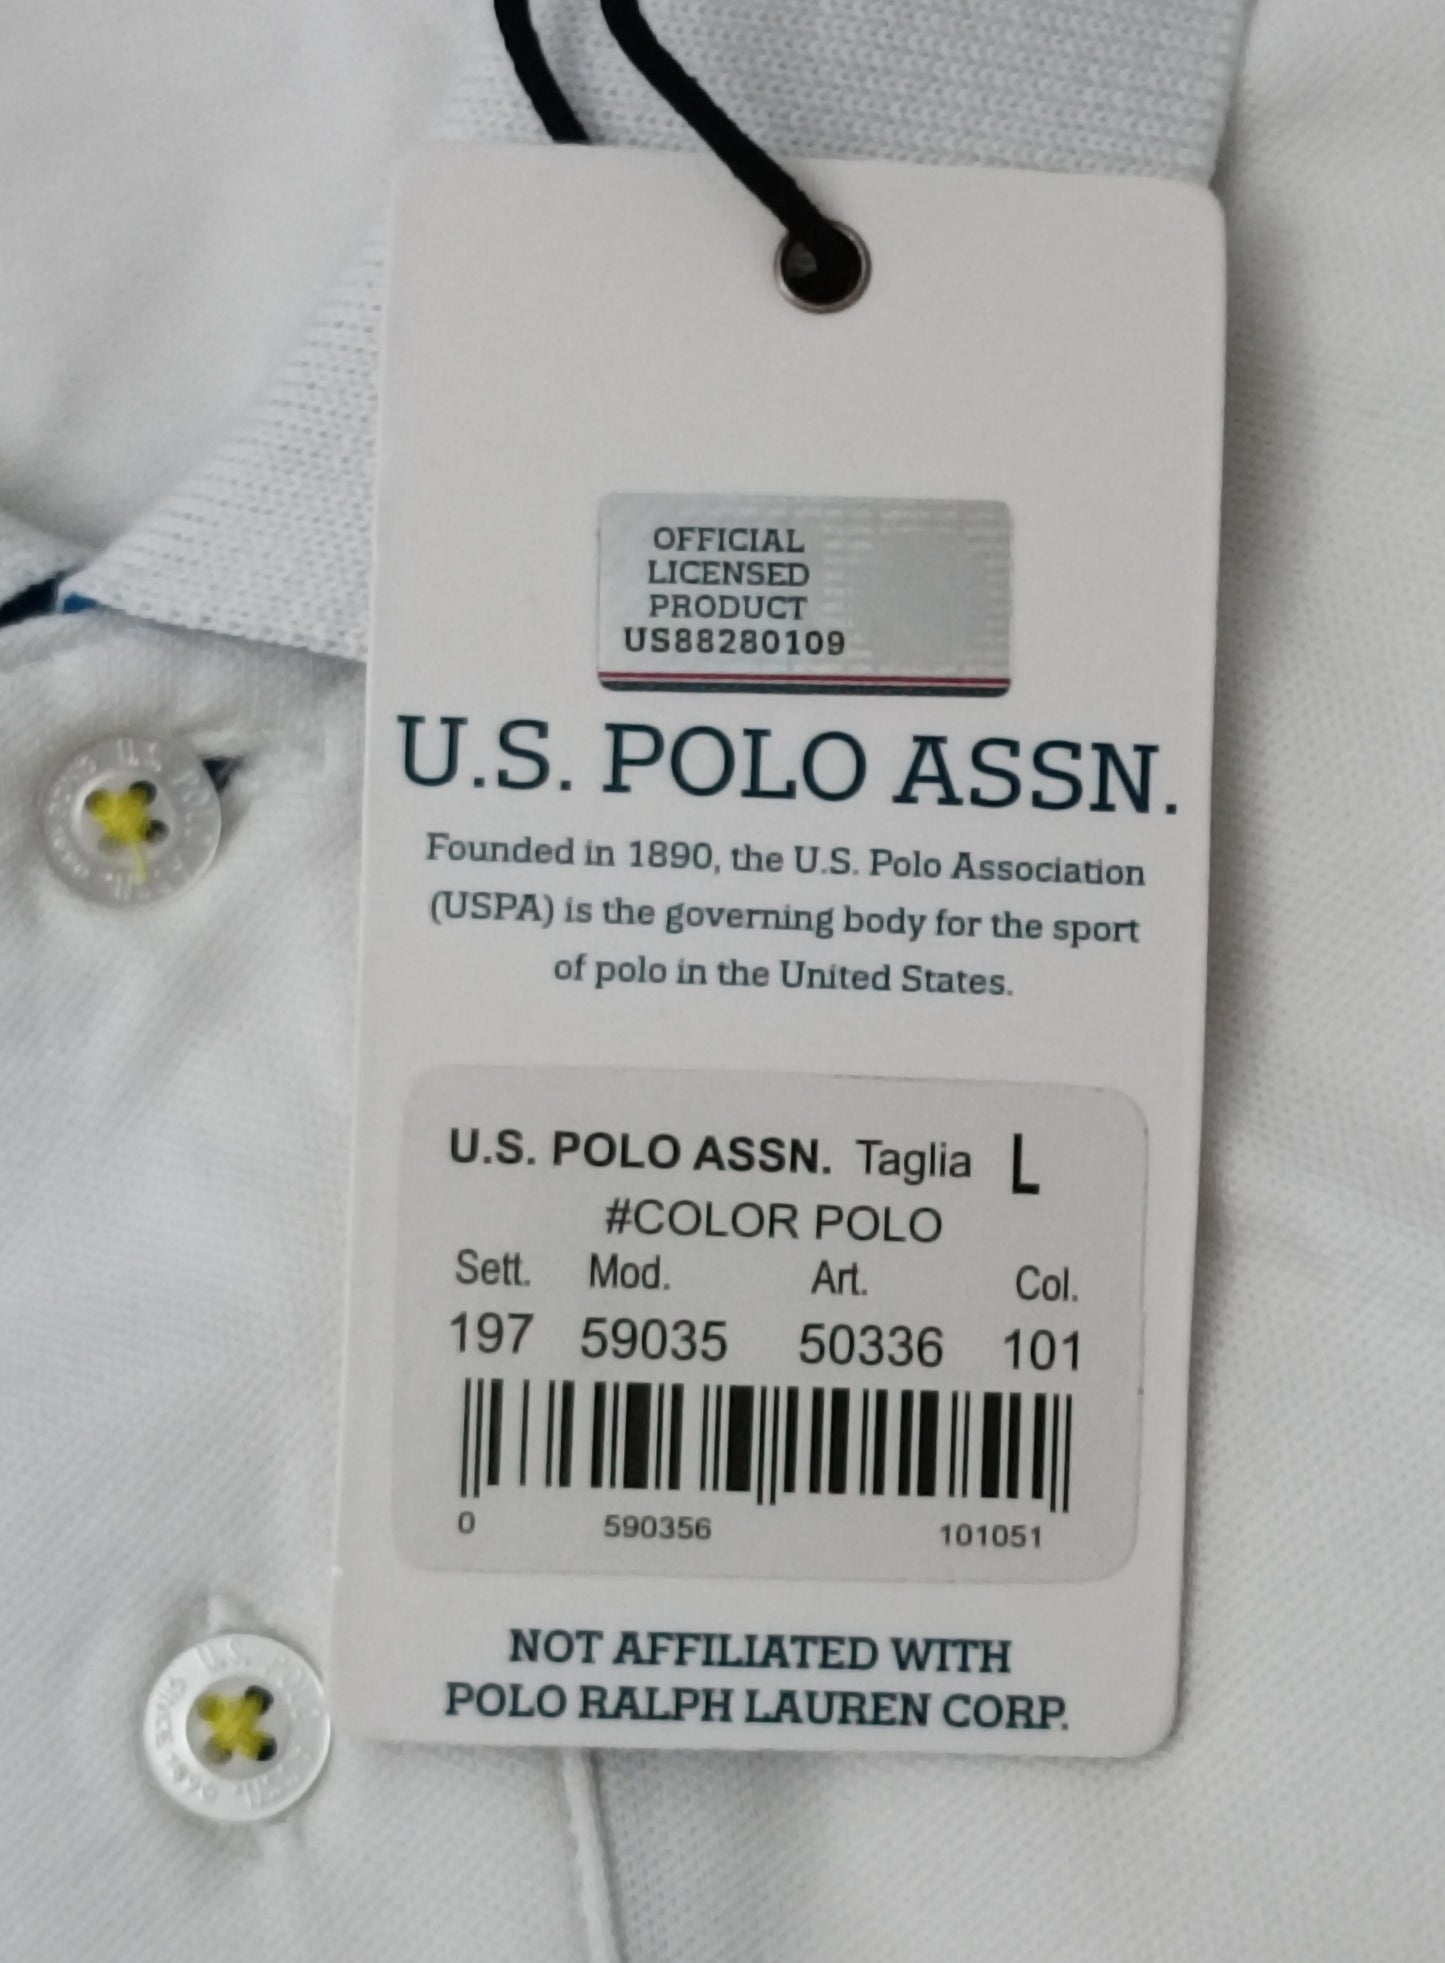 OFFICIAL
LICENSED
PRODUCT
US88280109
U.S. POLO ASSN.
Founded in 1890, the U.S. Polo Association
(USPA) is the governing body for the sport
of polo in the United States.
U.S. POLO ASSN. Taglia L
#COLOR POLO
Sett. Mod. Art. Col.
197 59035 50336 101
0 590356 101051
NOT AFFILIATED WITH
POLO RALPH LAUREN CORP.
U.S. POLO
U.S. POLO